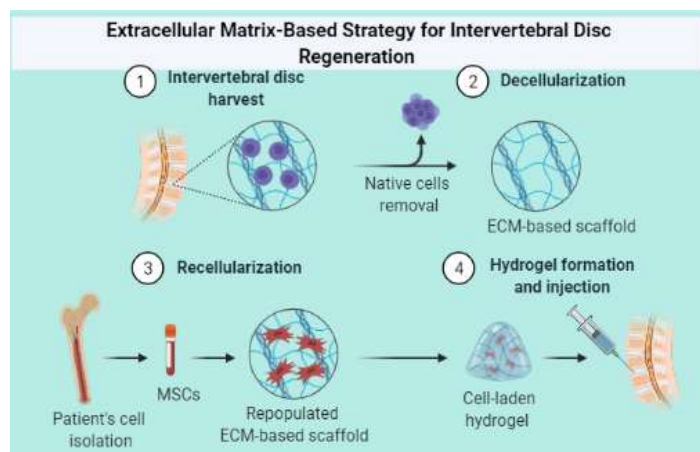 Extracellular Matrix-Based Strategy for Intervertebral Disc
Regeneration
1
Intervertebral disc
harvest
2
Decellularization
Native cells
removal
ECM-based scaffold
3
Recellularization
4
Hydrogel formation
and injection
Patient's cell
isolation
MSCs
Repopulated
ECM-based scaffold
Cell-laden
hydrogel